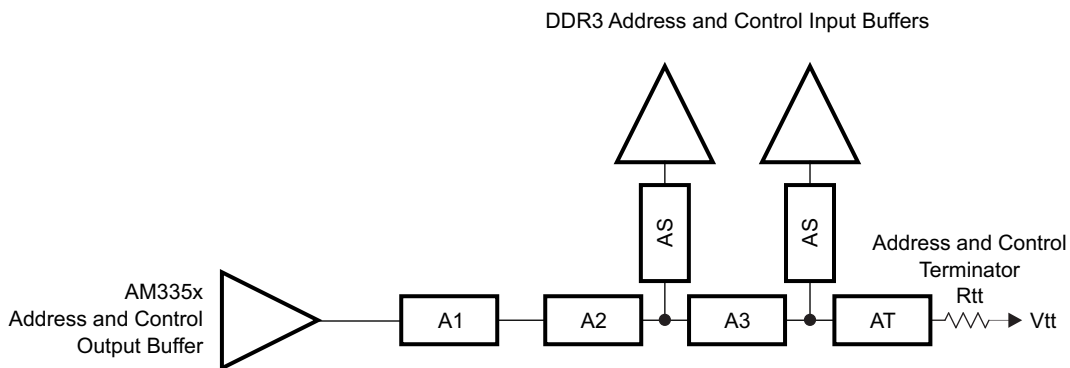 DDR3 Address and Control Input Buffers
AS
AS
Address and Control
Terminator
Rtt
AM335x
Address and Control
Output Buffer
A1
A2
A3
AT
Vtt